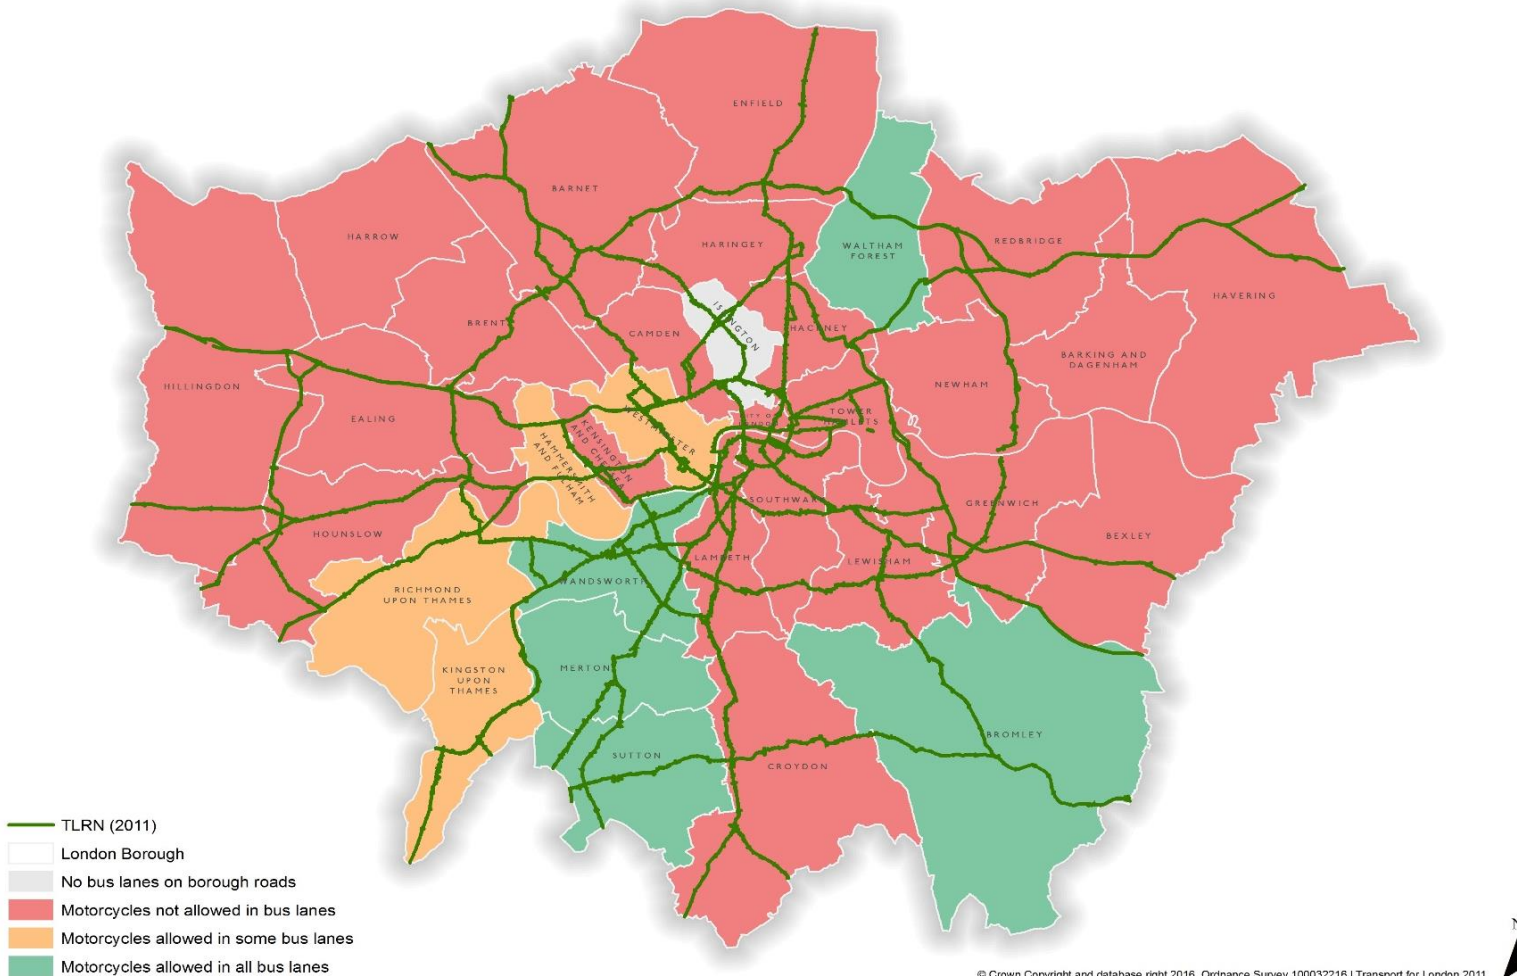 ENFIELD
BARNET
HARROW
HARINGEY
WALTHAM
FOREST
REDBRIDGE
HAVERING
ISLINGTON
BRENT
CAMDEN
HACKNEY
BARKING AND
DAGENHAM
HILLINGDON
NEWHAM
EALING
WESTMINSTER
CITY OF
LONDON
TOWER
HAMLETS
KENSINGTON
AND CHELSEA
HAMMERSMITH
AND FULHAM
SOUTHWARK
GREENWICH
HOUNSLOW
BEXLEY
LAMBETH
LEWISHAM
WANDSWORTH
RICHMOND
UPON THAMES
MERTON
KINGSTON
UPON
THAMES
BROMLEY
SUTTON
CROYDON
TLRN (2011)
London Borough
No bus lanes on borough roads
Motorcycles not allowed in bus lanes
Motorcycles allowed in some bus lanes
Motorcycles allowed in all bus lanes
© Crown Copyright and database right 2016. Ordnance Survey 100032216 | Transport for London 2011